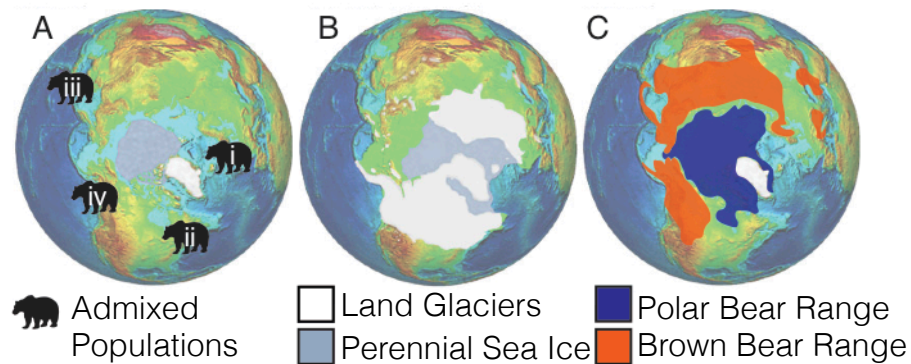 A
B
C
iii
i
iv
ii
Admixed
Populations
Land Glaciers
Perennial Sea Ice
Polar Bear Range
Brown Bear Range